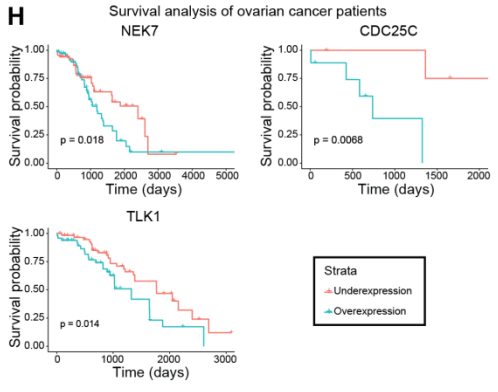 H
Survival analysis of ovarian cancer patients
NEK7
Survival probability
1.00
0.75
0.50
0.25
0.00
p = 0.018
0 1000 2000 3000 4000 5000
Time (days)
CDC25C
Survival probability
1.00
0.75
0.50
0.25
0.00
p = 0.0068
0 500 1000 1500 2000
Time (days)
TLK1
Survival probability
1.00
0.75
0.50
0.25
0.00
p = 0.014
0 1000 2000 3000
Time (days)
Strata
Underexpression
Overexpression